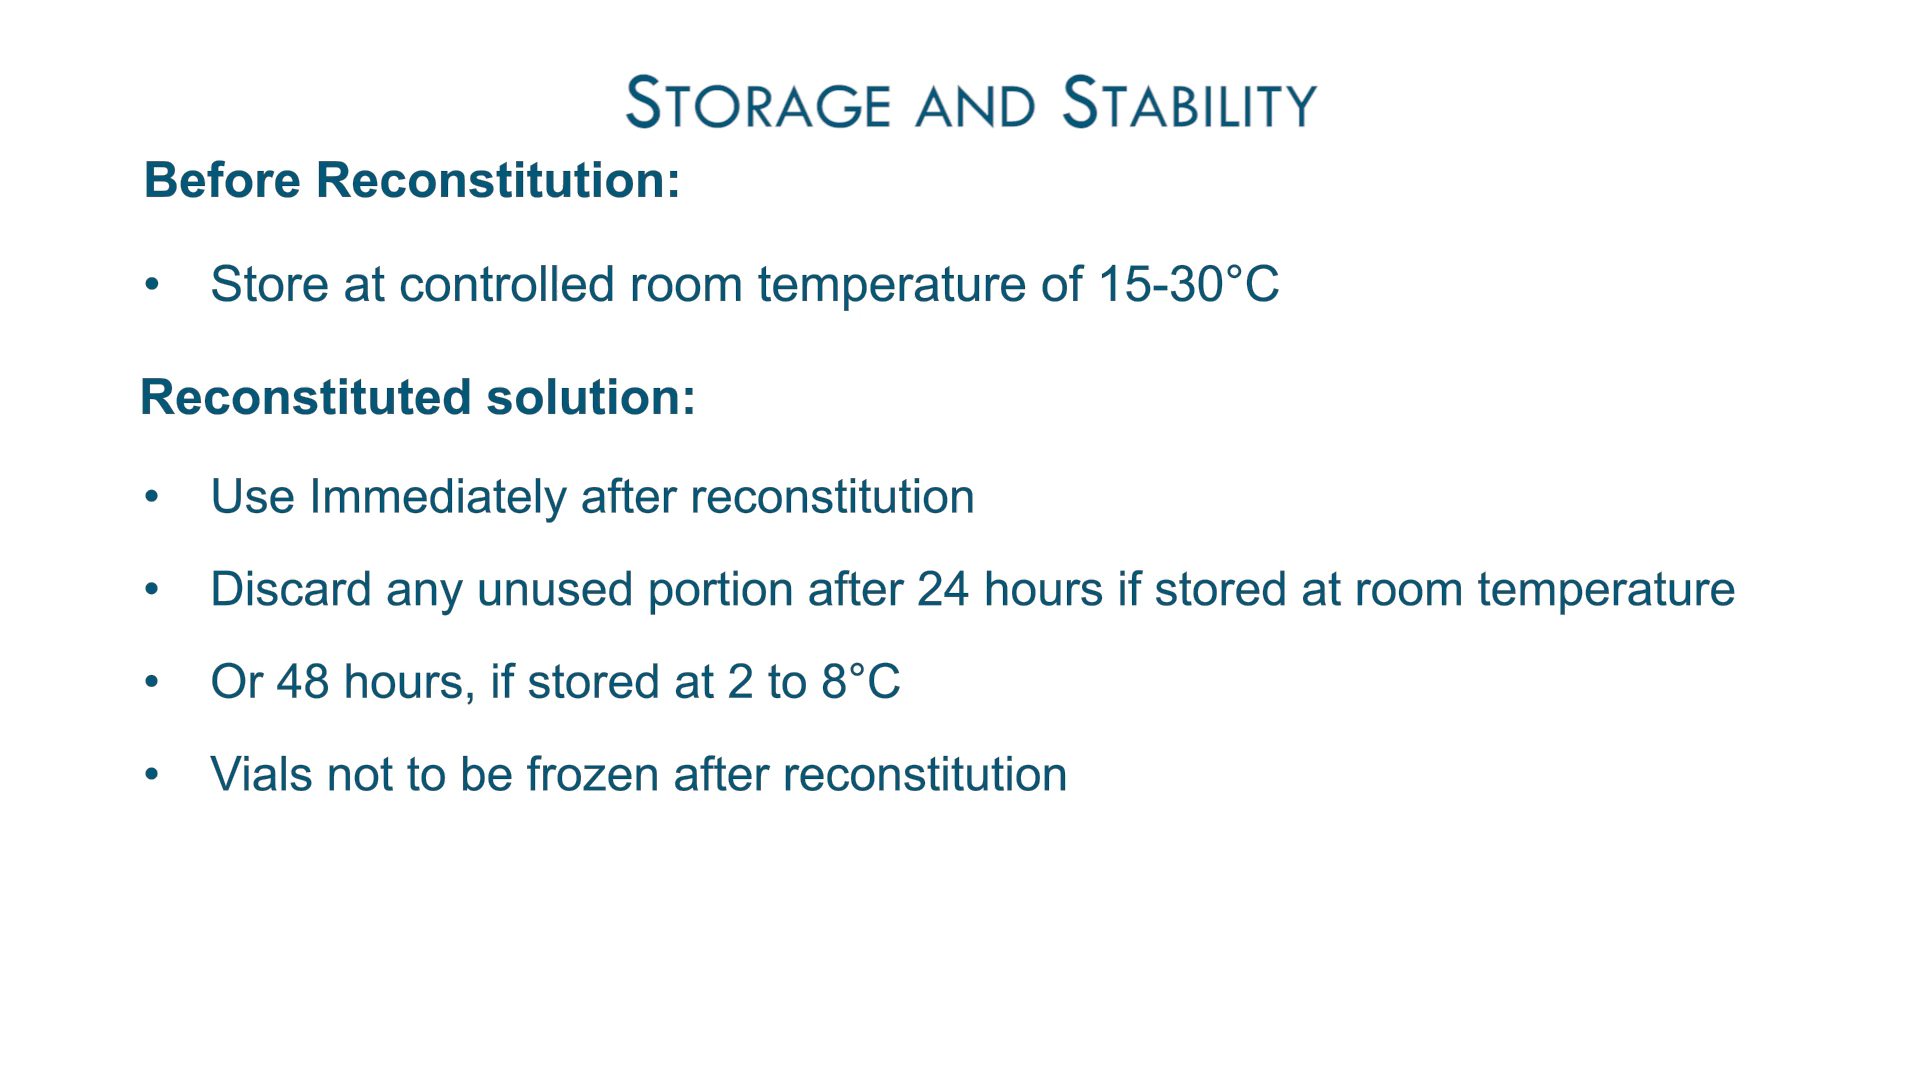 STORAGE AND STABILITY
Before Reconstitution:
• Store at controlled room temperature of 15-30°C
Reconstituted solution:
• Use Immediately after reconstitution
• Discard any unused portion after 24 hours if stored at room temperature
• Or 48 hours, if stored at 2 to 8°C
• Vials not to be frozen after reconstitution